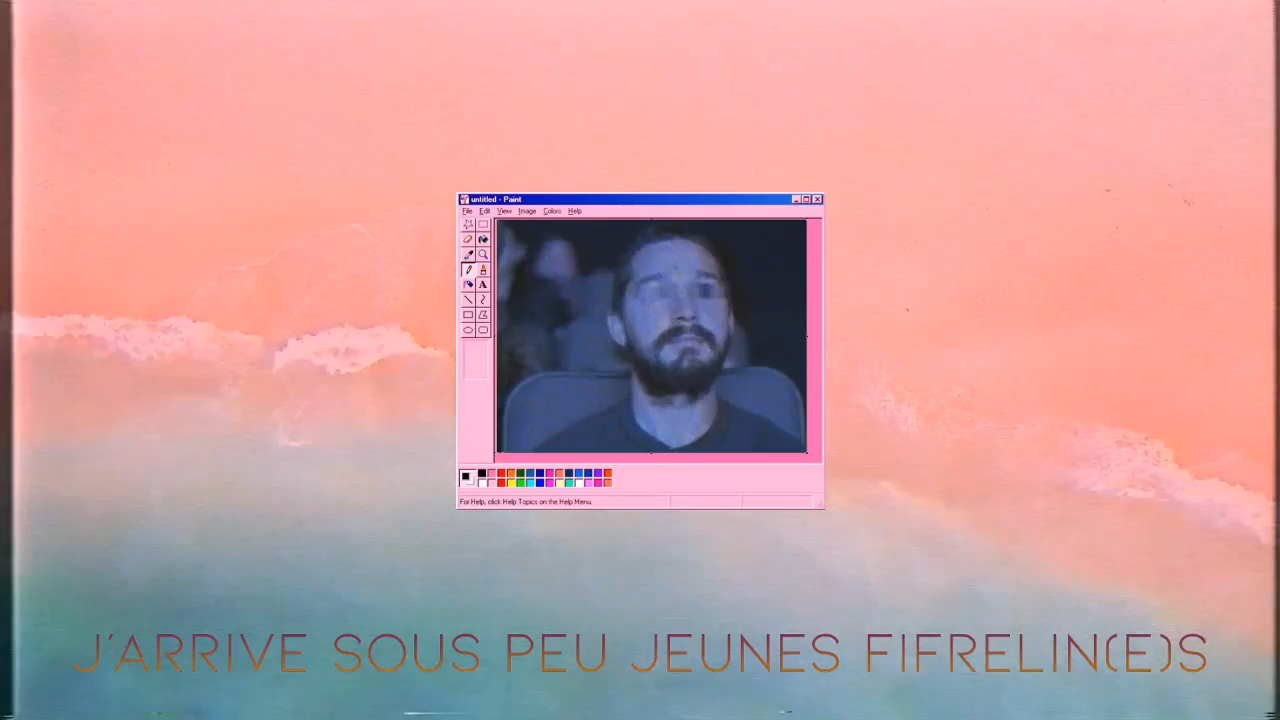 untitled - Paint
File Edit View Image Colors Help
A
For Help, click Help Topics on the Help Menu.
J'ARRIVE SOUS PEU JEUNES FIFRELIN(E)S